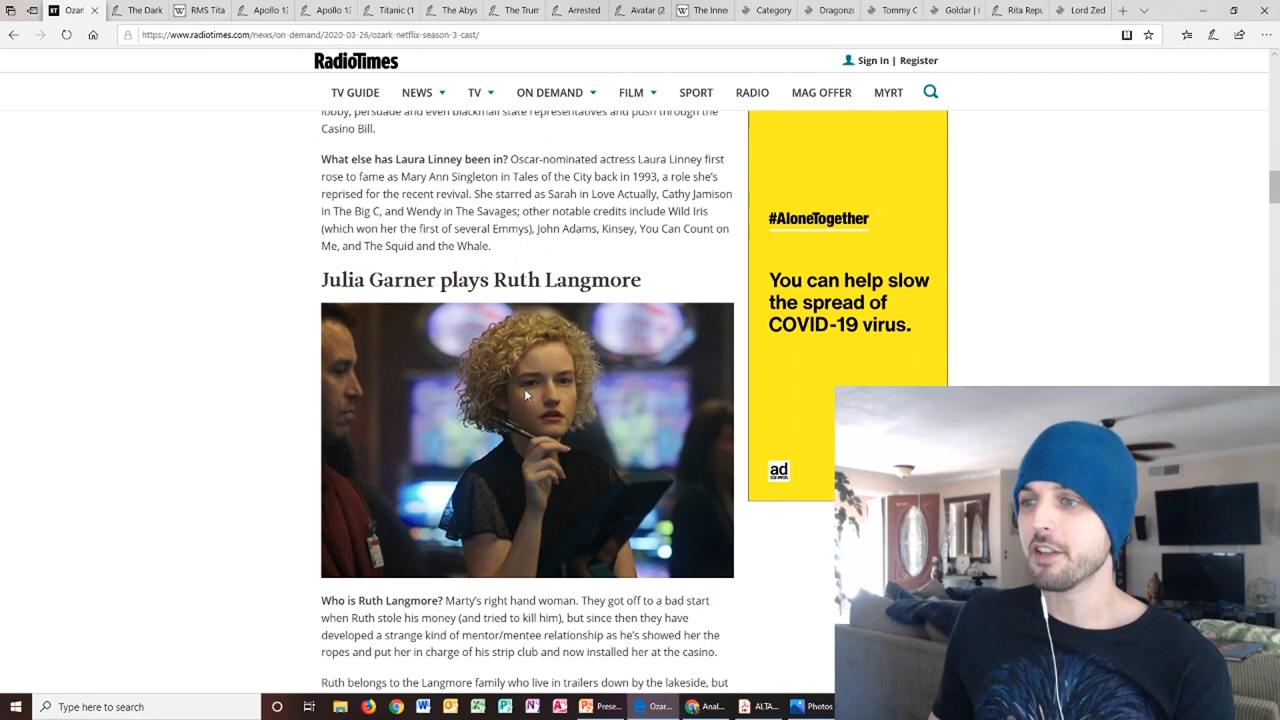 Ozark
The Dark
RMS Tita
Apollo 13
Apollo 13
Titanic (1
The Abys
The Trum
Arrested
Avatar (2
The Inne
Category
Dragonza
Tommy C
Goldar |
Rita Repu
Lord Zed
https://www.radiotimes.com/news/on-demand/2020-03-26/ozark-netflix-season-3-cast/
RadioTimes
Sign In | Register
TV GUIDE NEWS TV ON DEMAND FILM SPORT RADIO MAG OFFER MYRT
lobby, persuade and even blackmail state representatives and push through the
Casino Bill.
What else has Laura Linney been in? Oscar-nominated actress Laura Linney first
rose to fame as Mary Ann Singleton in Tales of the City back in 1993, a role she's
reprised for the recent revival. She starred as Sarah in Love Actually, Cathy Jamison
in The Big C, and Wendy in The Savages; other notable credits include Wild Iris
(which won her the first of several Emmys), John Adams, Kinsey, You Can Count on
Me, and The Squid and the Whale.
Julia Garner plays Ruth Langmore
Who is Ruth Langmore? Marty's right hand woman. They got off to a bad start
when Ruth stole his money (and tried to kill him), but since then they have
developed a strange kind of mentor/mentee relationship as he's showed her the
ropes and put her in charge of his strip club and now installed her at the casino.
Ruth belongs to the Langmore family who live in trailers down by the lakeside, but
#AloneTogether
You can help slow
the spread of
COVID-19 virus.
ad
COUNCIL
Type here to search
Prese...
Ozar...
Anal...
ALTA...
Photos